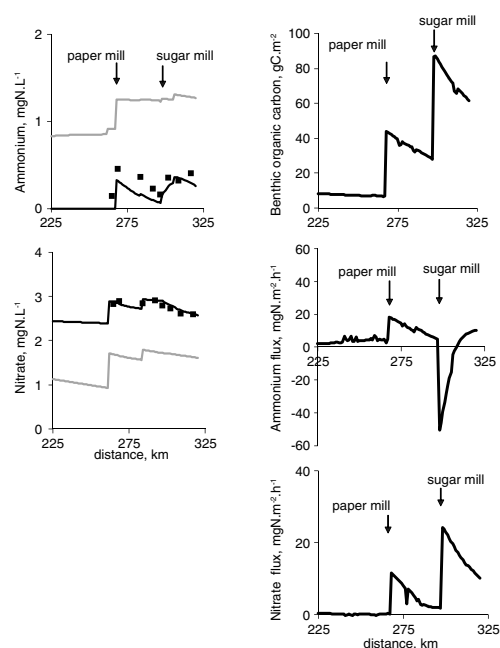 2
1
0
225
275
325
Ammonium, mgN.L-1
paper mill
sugar mill
4
3
2
1
0
225
275
325
Nitrate, mgN.L-1
distance, km
100
80
60
40
20
0
225
275
325
Benthic organic carbon, gC.m-2
paper mill
sugar mill
60
40
20
0
-20
-40
-60
225
275
325
Ammonium flux, mgN.m-2.h-1
paper mill
sugar mill
40
20
0
225
275
325
Nitrate flux, mgN.m-2.h-1
paper mill
sugar mill
distance, km